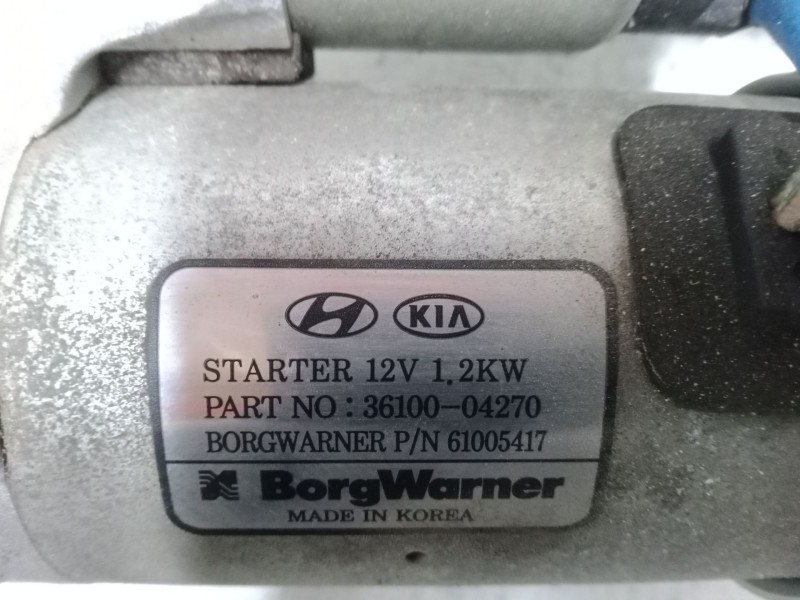 KIA
STARTER 12V 1.2KW
PART NO : 36100-04270
BORGWARNER P/N 61005417
BorgWarner
MADE IN KOREA